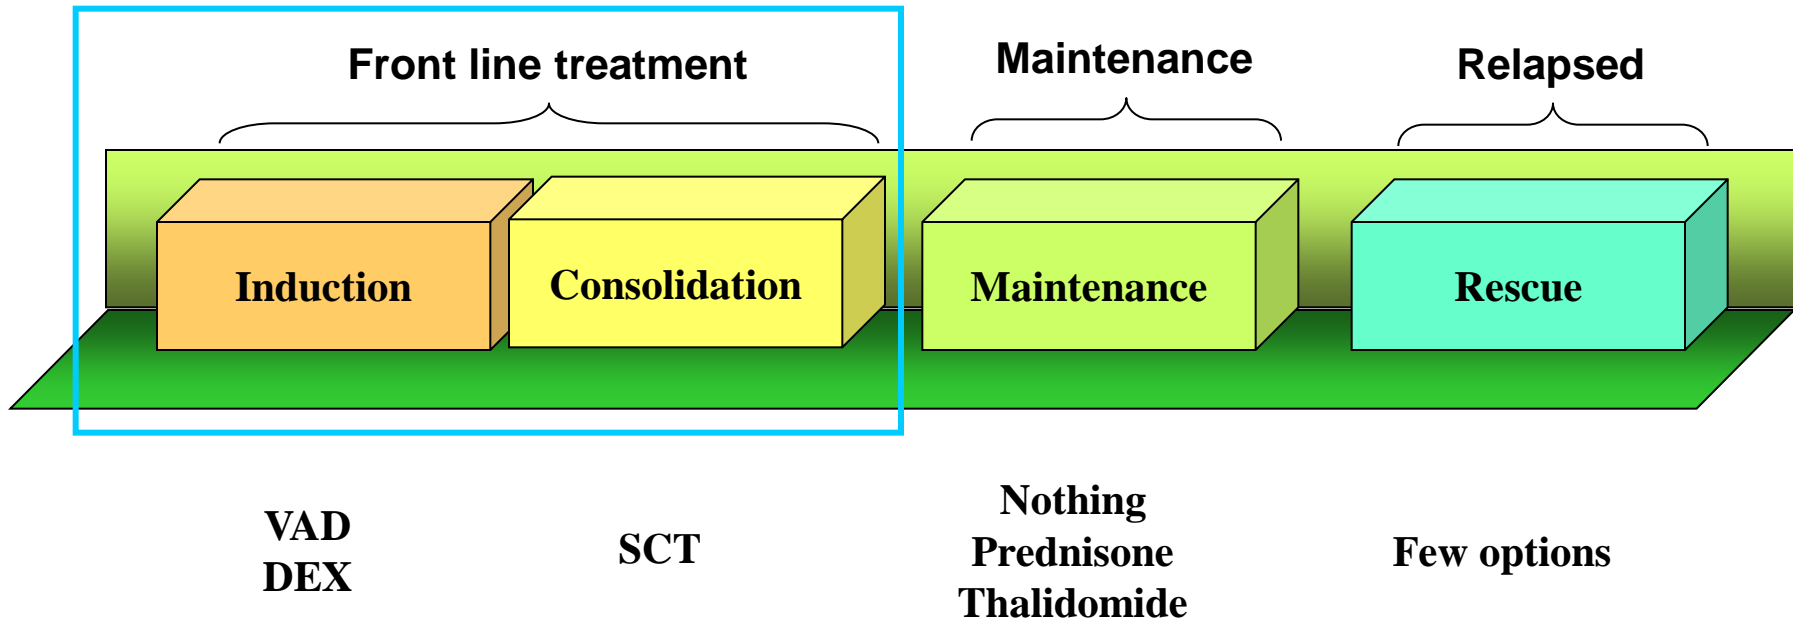 Front line treatment
Maintenance
Relapsed
Induction
Consolidation
Maintenance
Rescue
VAD
DEX
SCT
Nothing
Prednisone
Thalidomide
Few options